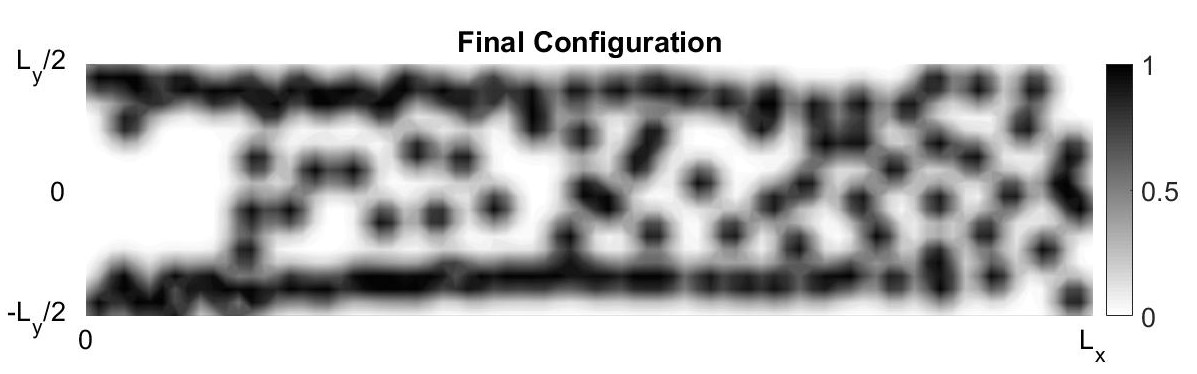 Final Configuration
L_y/2
0
-L_y/2
0
L_x
1
0.5
0